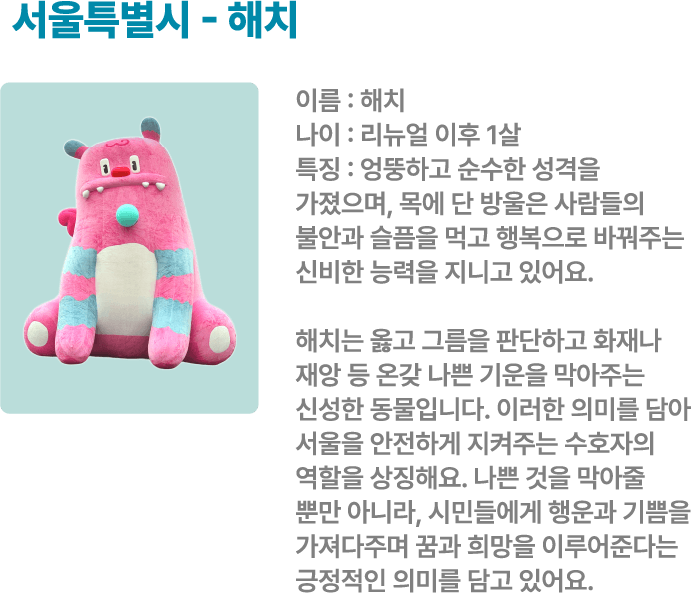 서울특별시 - 해치
이름 : 해치
나이 : 리뉴얼 이후 1살
특징 : 엉뚱하고 순수한 성격을
가졌으며, 목에 단 방울은 사람들의
불안과 슬픔을 먹고 행복으로 바꿔주는
신비한 능력을 지니고 있어요.
해치는 옳고 그름을 판단하고 화재나
재앙 등 온갖 나쁜 기운을 막아주는
신성한 동물입니다. 이러한 의미를 담아
서울을 안전하게 지켜주는 수호자의
역할을 상징해요. 나쁜 것을 막아줄
뿐만 아니라, 시민들에게 행운과 기쁨을
가져다주며 꿈과 희망을 이루어준다는
긍정적인 의미를 담고 있어요.